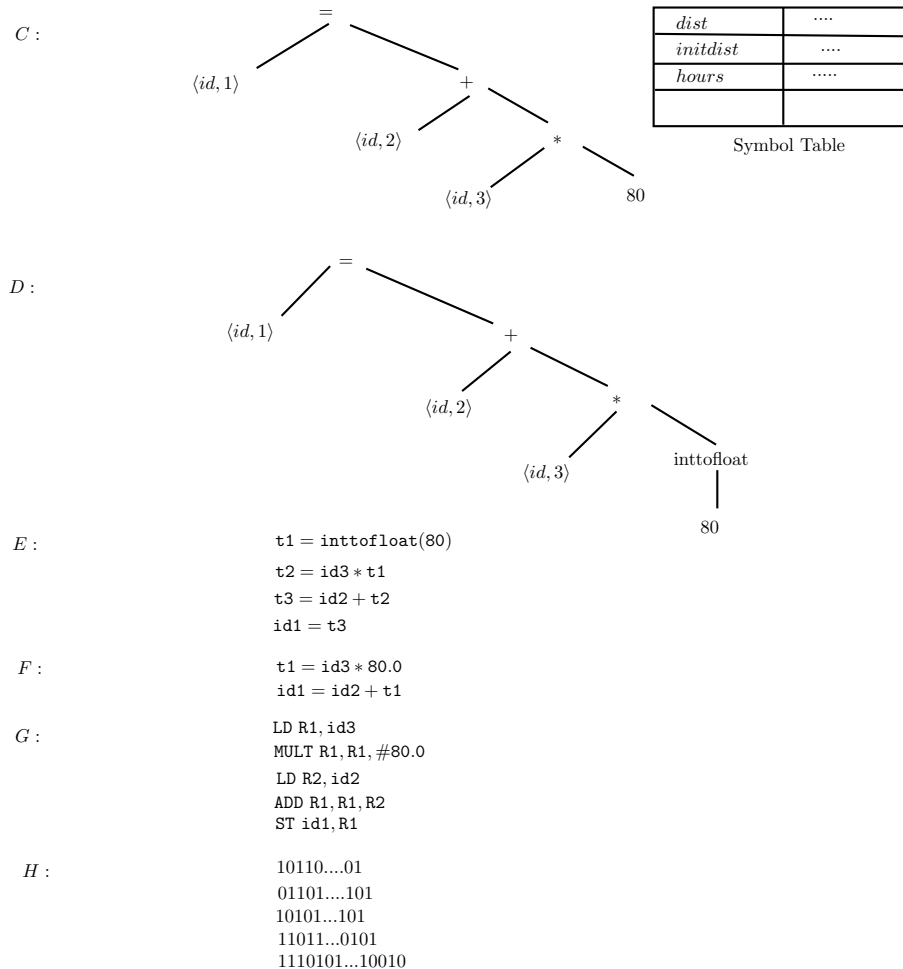 =
C :
dist ....
initdist ....
hours .....
⟨id, 1⟩
+
⟨id, 2⟩
*
Symbol Table
⟨id, 3⟩
80
=
D :
⟨id, 1⟩
+
⟨id, 2⟩
*
⟨id, 3⟩
inttofloat
80
E :
t1 = inttofloat(80)
t2 = id3 * t1
t3 = id2 + t2
id1 = t3
F :
t1 = id3 * 80.0
id1 = id2 + t1
G :
LD R1, id3
MULT R1, R1, #80.0
LD R2, id2
ADD R1, R1, R2
ST id1, R1
H :
10110....01
01101....101
10101...101
11011...0101
1110101...10010